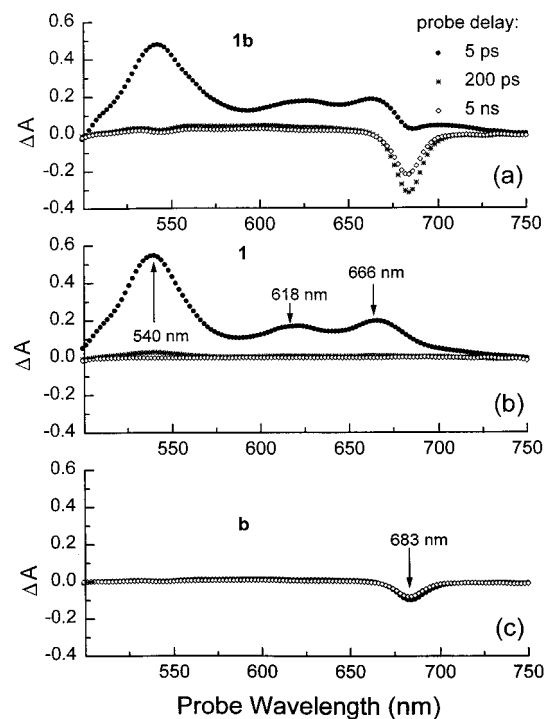 1b
probe delay:
● 5 ps
✶ 200 ps
◇ 5 ns
ΔA
0.6
0.4
0.2
0.0
-0.2
-0.4
(a)
550 600 650 700 750
1
540 nm
618 nm
666 nm
ΔA
0.6
0.4
0.2
0.0
-0.2
-0.4
(b)
550 600 650 700 750
b
683 nm
ΔA
0.6
0.4
0.2
0.0
-0.2
-0.4
(c)
550 600 650 700 750
Probe Wavelength (nm)